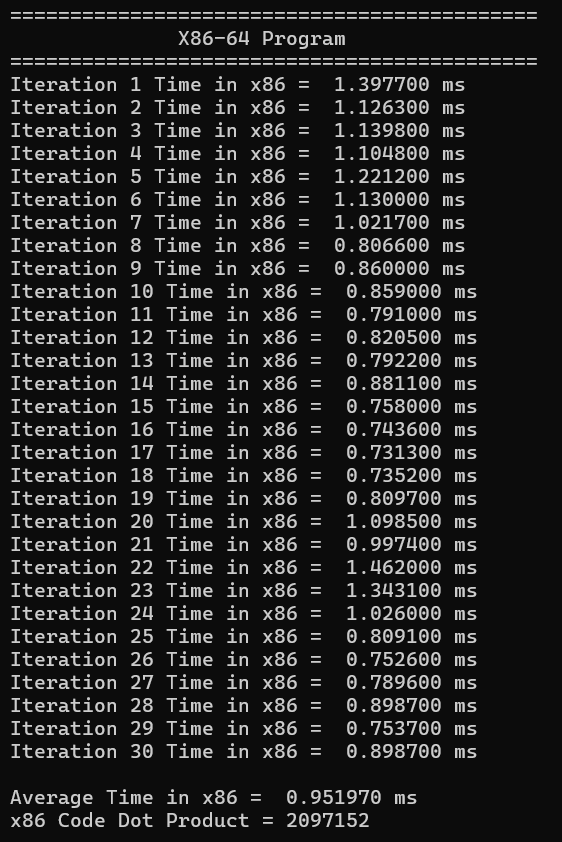 ============================================
X86-64 Program
============================================
Iteration 1 Time in x86 =  1.397700 ms
Iteration 2 Time in x86 =  1.126300 ms
Iteration 3 Time in x86 =  1.139800 ms
Iteration 4 Time in x86 =  1.104800 ms
Iteration 5 Time in x86 =  1.221200 ms
Iteration 6 Time in x86 =  1.130000 ms
Iteration 7 Time in x86 =  1.021700 ms
Iteration 8 Time in x86 =  0.806600 ms
Iteration 9 Time in x86 =  0.860000 ms
Iteration 10 Time in x86 =  0.859000 ms
Iteration 11 Time in x86 =  0.791000 ms
Iteration 12 Time in x86 =  0.820500 ms
Iteration 13 Time in x86 =  0.792200 ms
Iteration 14 Time in x86 =  0.881100 ms
Iteration 15 Time in x86 =  0.758000 ms
Iteration 16 Time in x86 =  0.743600 ms
Iteration 17 Time in x86 =  0.731300 ms
Iteration 18 Time in x86 =  0.735200 ms
Iteration 19 Time in x86 =  0.809700 ms
Iteration 20 Time in x86 =  1.098500 ms
Iteration 21 Time in x86 =  0.997400 ms
Iteration 22 Time in x86 =  1.462000 ms
Iteration 23 Time in x86 =  1.343100 ms
Iteration 24 Time in x86 =  1.026000 ms
Iteration 25 Time in x86 =  0.809100 ms
Iteration 26 Time in x86 =  0.752600 ms
Iteration 27 Time in x86 =  0.789600 ms
Iteration 28 Time in x86 =  0.898700 ms
Iteration 29 Time in x86 =  0.753700 ms
Iteration 30 Time in x86 =  0.898700 ms
Average Time in x86 =  0.951970 ms
x86 Code Dot Product = 2097152